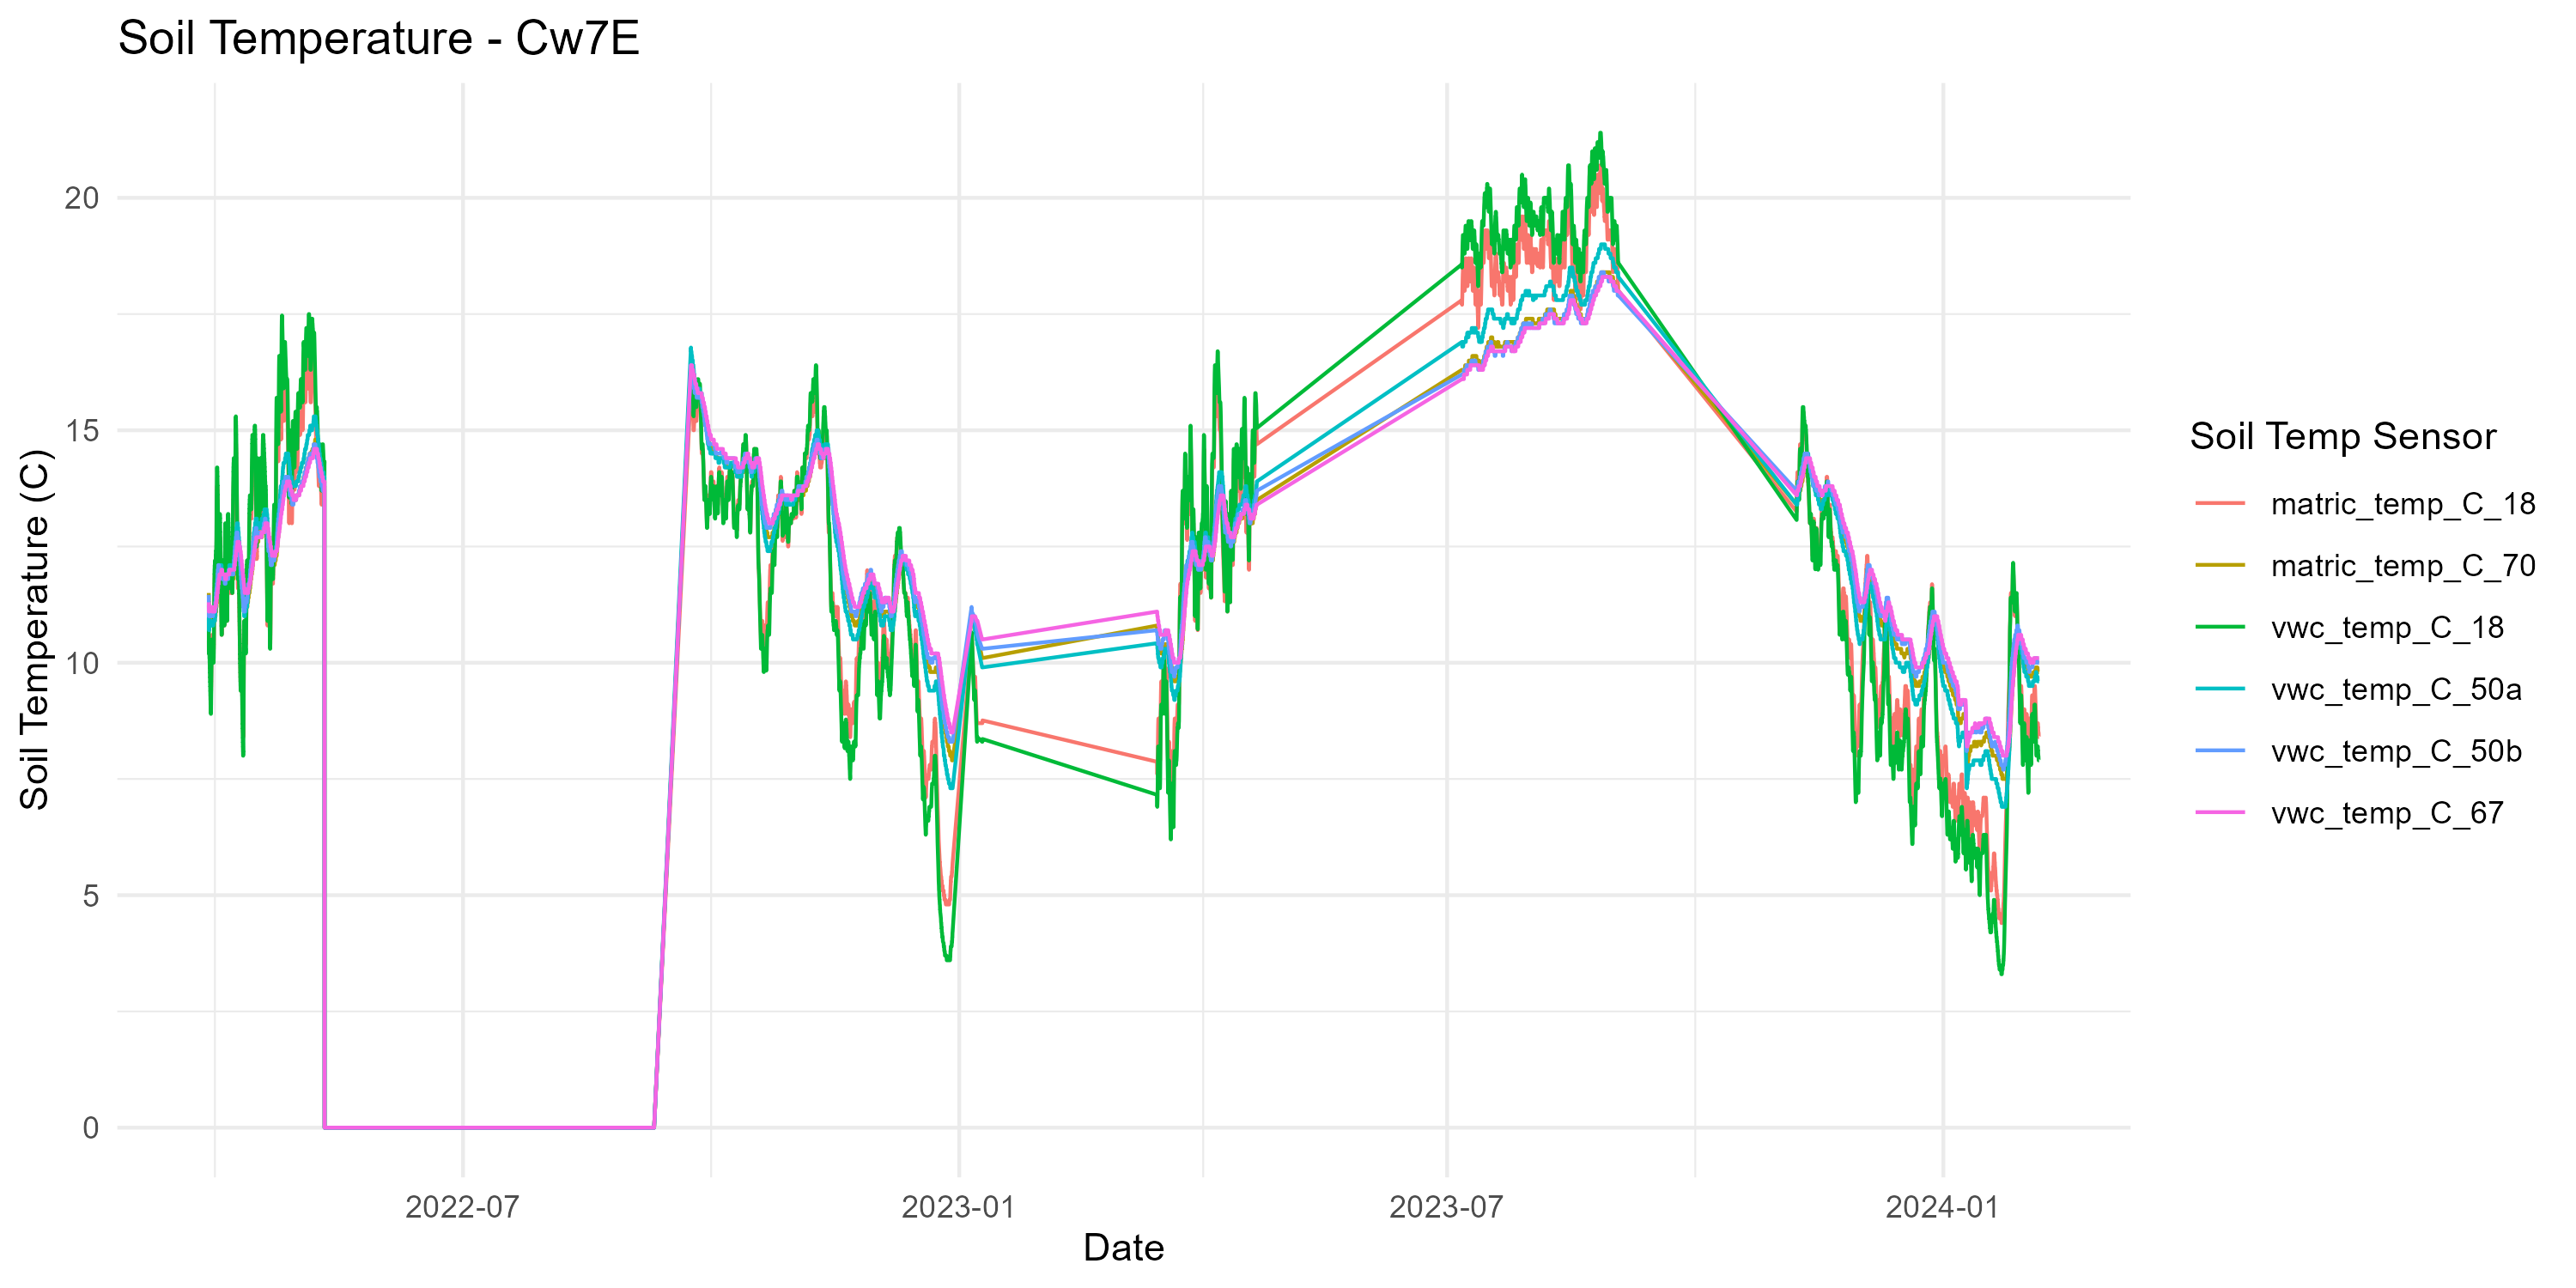 Soil Temperature - Cw7E
Soil Temperature (C)
20
15
10
5
0
2022-07
2023-01
2023-07
2024-01
Date
Soil Temp Sensor
matric_temp_C_18
matric_temp_C_70
vwc_temp_C_18
vwc_temp_C_50a
vwc_temp_C_50b
vwc_temp_C_67